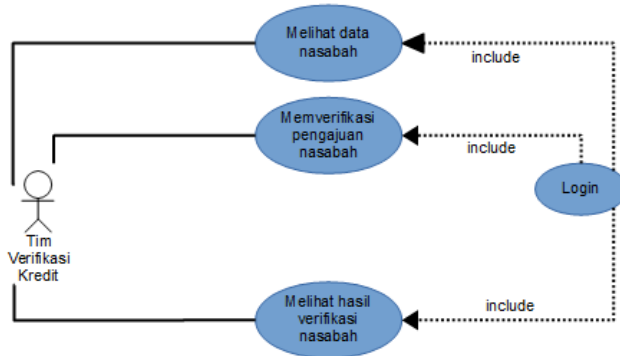 Melihat data
nasabah
include
Memverifikasi
pengajuan
nasabah
include
Login
Tim
Verifikasi
Kredit
Melihat hasil
verifikasi
nasabah
include